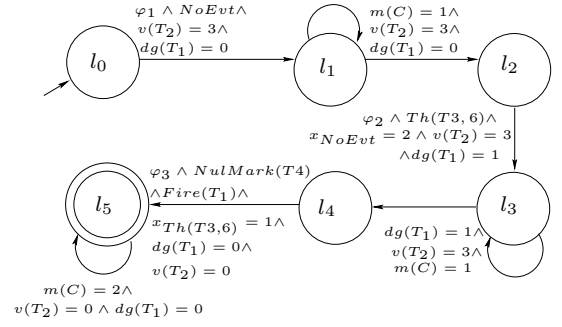 φ₁ ∧ NoEvt∧
v(T₂) = 3∧
dg(T₁) = 0
m(C) = 1∧
v(T₂) = 3∧
dg(T₁) = 0
l₀
l₁
l₂
φ₂ ∧ Th(T3, 6)∧
x_NoEvt = 2 ∧ v(T₂) = 3
∧dg(T₁) = 1
φ₃ ∧ NulMark(T4)
∧Fire(T₁)∧
l₅
l₄
l₃
x_Th(T3,6) = 1∧
dg(T₁) = 0∧
v(T₂) = 0
dg(T₁) = 1∧
v(T₂) = 3∧
m(C) = 1
m(C) = 2∧
v(T₂) = 0 ∧ dg(T₁) = 0